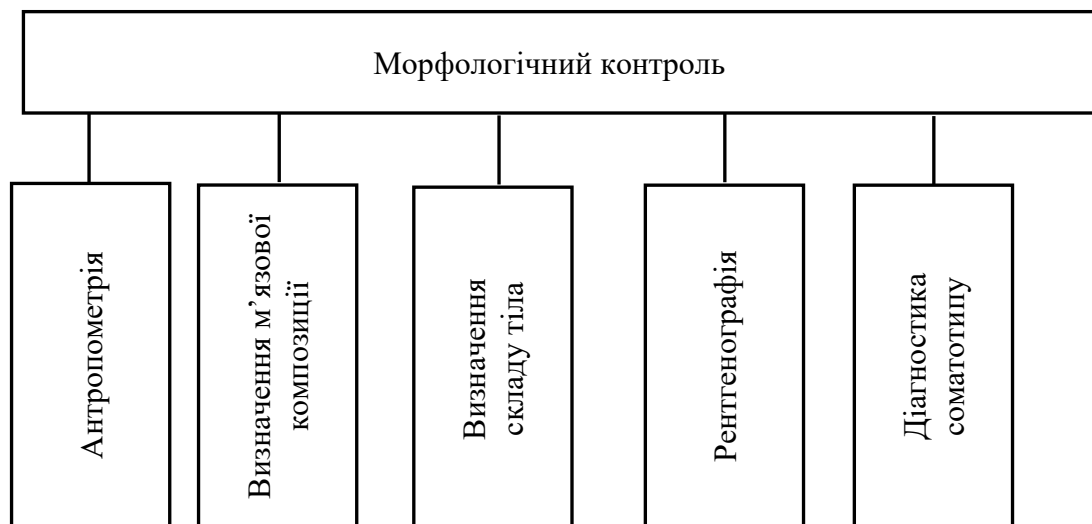 Морфологічний контроль
Антропометрія
Визначення м’язової
композиції
Визначення
складу тіла
Рентгенографія
Діагностика
соматотипу